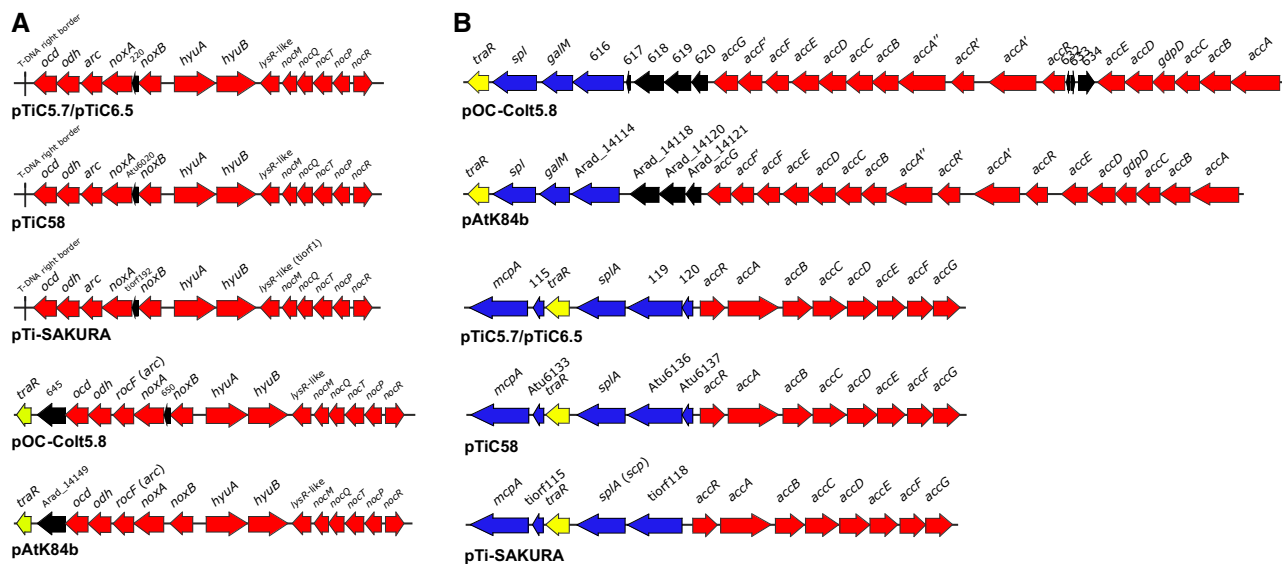 A
T-DNA right border ocd odh arc noxA 220 noxB hyuA hyuB lysR-like nocM nocQ nocT nocP nocR
pTiC5.7/pTiC6.5
T-DNA right border ocd odh arc noxA Atu6020 noxB hyuA hyuB lysR-like nocM nocQ nocT nocP nocR
pTiC58
T-DNA right border ocd odh arc noxA tiorf192 noxB hyuA hyuB lysR-like (tiorf1) nocM nocQ nocT nocP nocR
pTi-SAKURA
traR 645 ocd odh rocF (arc) noxA 650 noxB hyuA hyuB lysR-like nocM nocQ nocT nocP nocR
pOC-Colt5.8
traR Arad_14149 ocd odh rocF (arc) noxA noxB hyuA hyuB lysR-like nocM nocQ nocT nocP nocR
pAtK84b
B
traR spl galM 616 617 618 619 620 accG accF' accF accE accD accC accB accA'' accR' accA' accR 632 633 634 accE accD gdpD accC accB accA
pOC-Colt5.8
traR spl galM Arad_14114 Arad_14118 Arad_14120 Arad_14121 accG accF' accF accE accD accC accB accA'' accR' accA' accR accE accD gdpD accC accB accA
pAtK84b
mcpA 115 traR splA 119 120 accR accA accB accC accD accE accF accG
pTiC5.7/pTiC6.5
mcpA Atu6133 traR splA Atu6136 Atu6137 accR accA accB accC accD accE accF accG
pTiC58
mcpA tiorf115 traR splA (scp) tiorf118 accR accA accB accC accD accE accF accG
pTi-SAKURA